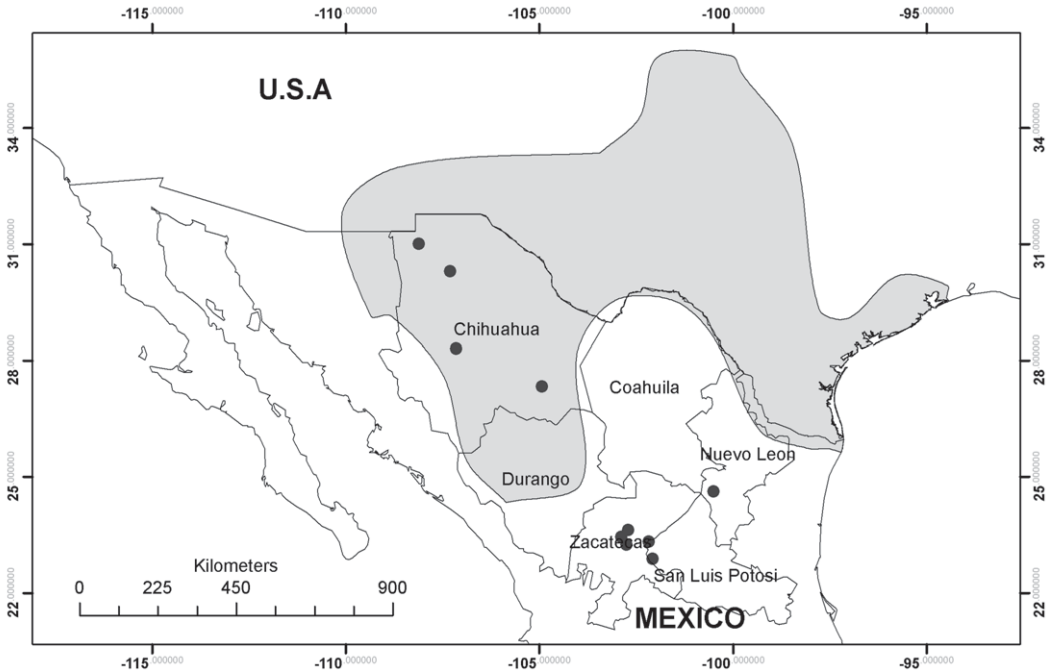 -115.000000 -110.000000 -105.000000 -100.000000 -95.000000
U.S.A
34.000000 34.000000
31.000000 31.000000
Chihuahua
28.000000 28.000000
Coahuila
Nuevo Leon
25.000000 25.000000
Durango
Zacatecas
Kilometers
San Luis Potosi
0 225 450 900
22.000000 22.000000
MEXICO
-115.000000 -110.000000 -105.000000 -100.000000 -95.000000